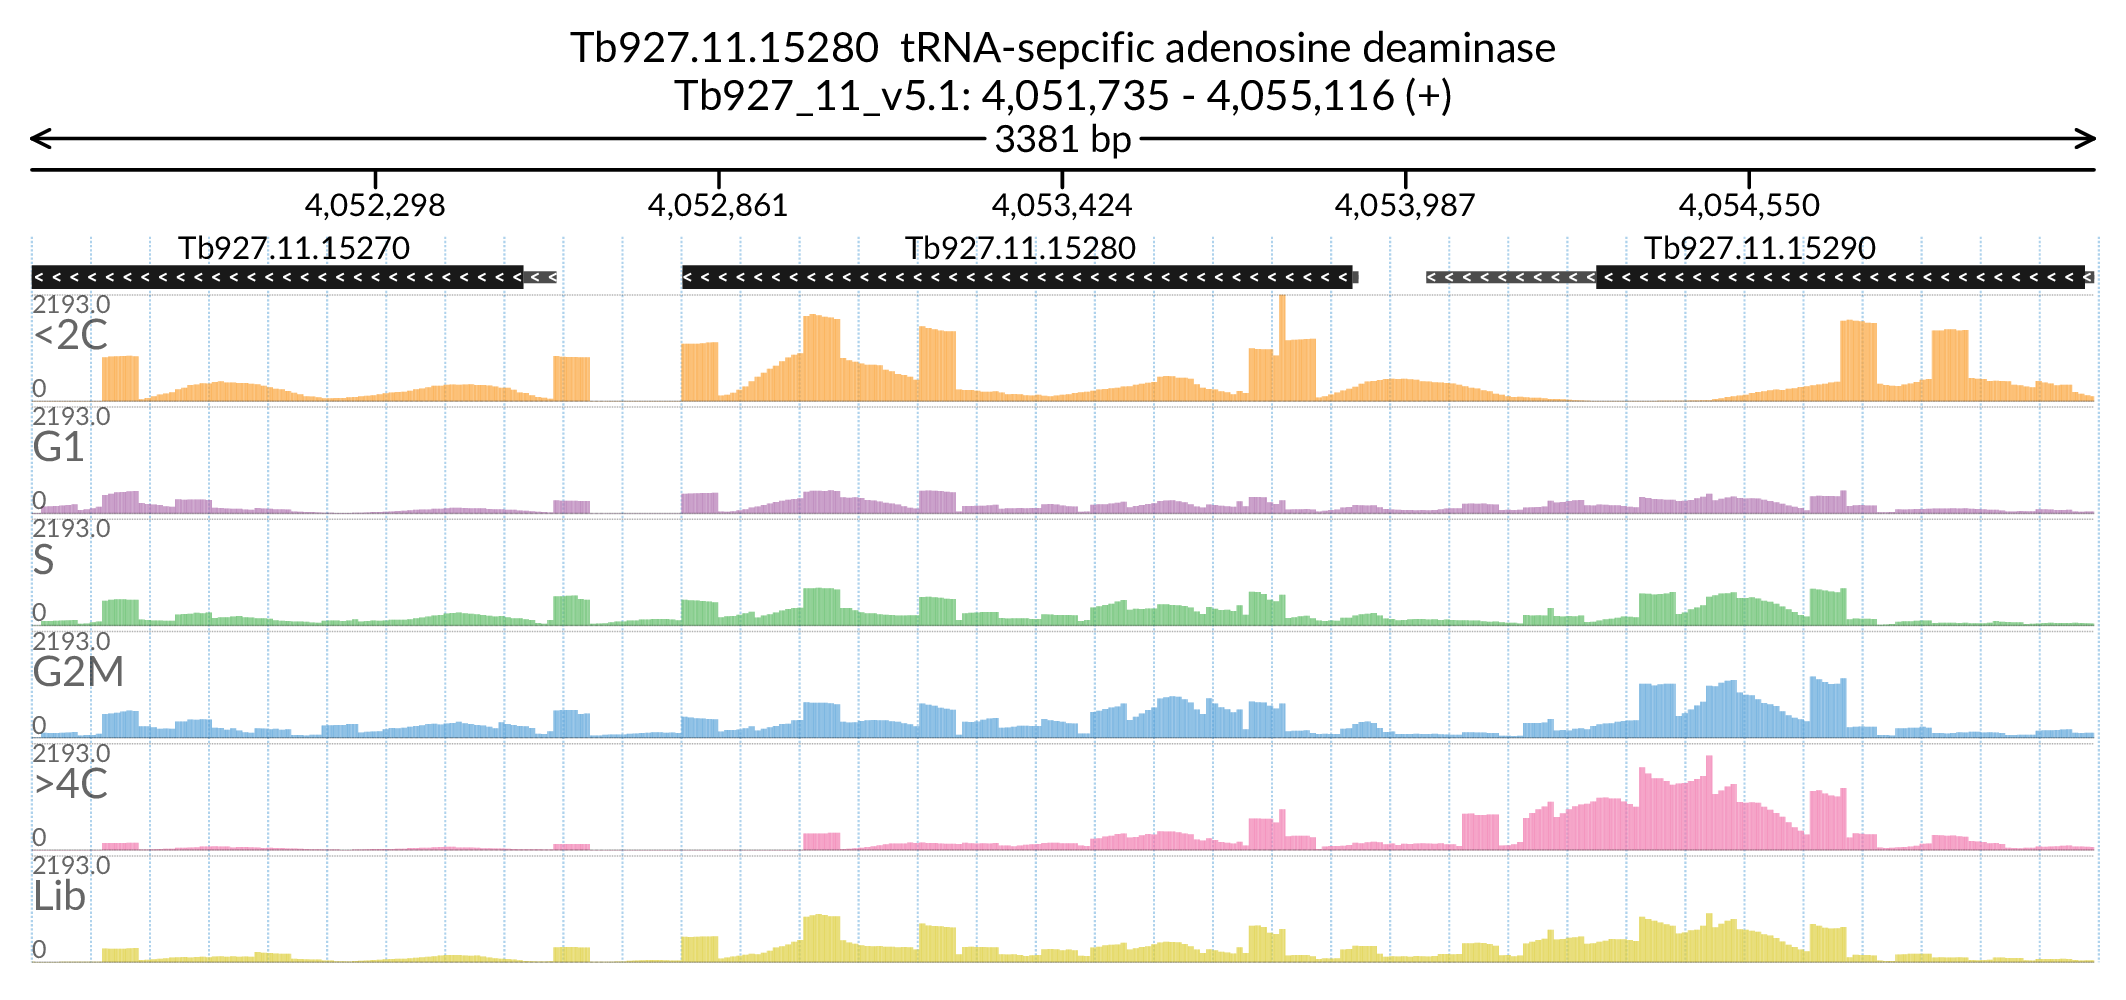 Tb927.11.15280 tRNA-sepcific adenosine deaminase
Tb927_11_v5.1: 4,051,735 - 4,055,116 (+)
3381 bp
4,052,298 4,052,861 4,053,424 4,053,987 4,054,550
Tb927.11.15270 Tb927.11.15280 Tb927.11.15290
2193.0
<2C
0
2193.0
G1
0
2193.0
S
0
2193.0
G2M
0
2193.0
>4C
0
2193.0
Lib
0